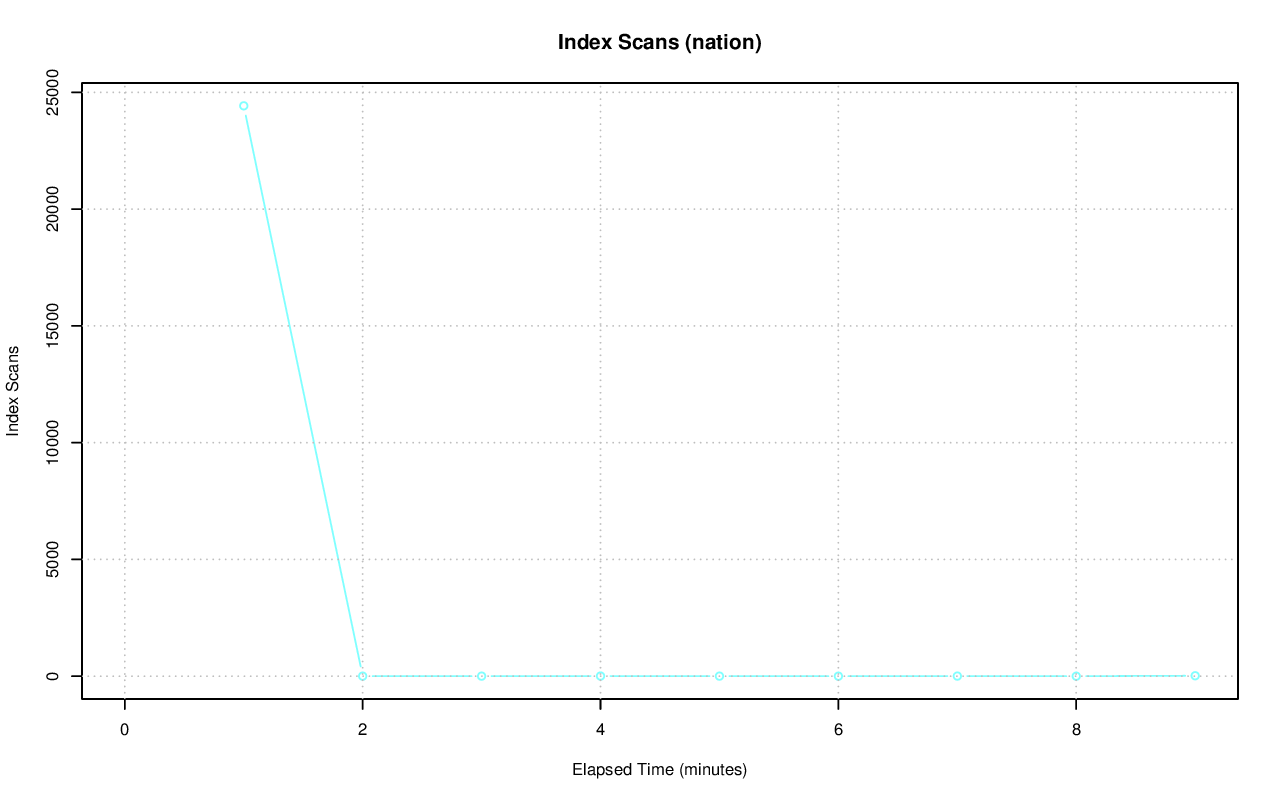 Index Scans (nation)
25000
20000
15000
10000
5000
0
Index Scans
0 2 4 6 8
Elapsed Time (minutes)